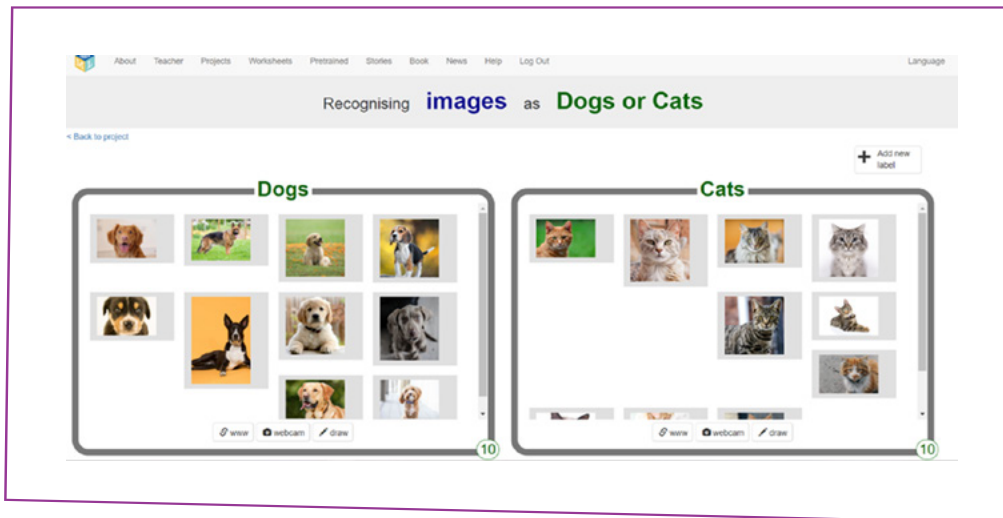 About Teacher Projects Worksheets Pretrained Stories Book News Help Log Out Language
Recognising images as Dogs or Cats
< Back to project
Add new
label
Dogs
Cats
www webcam draw
10
www webcam draw
10